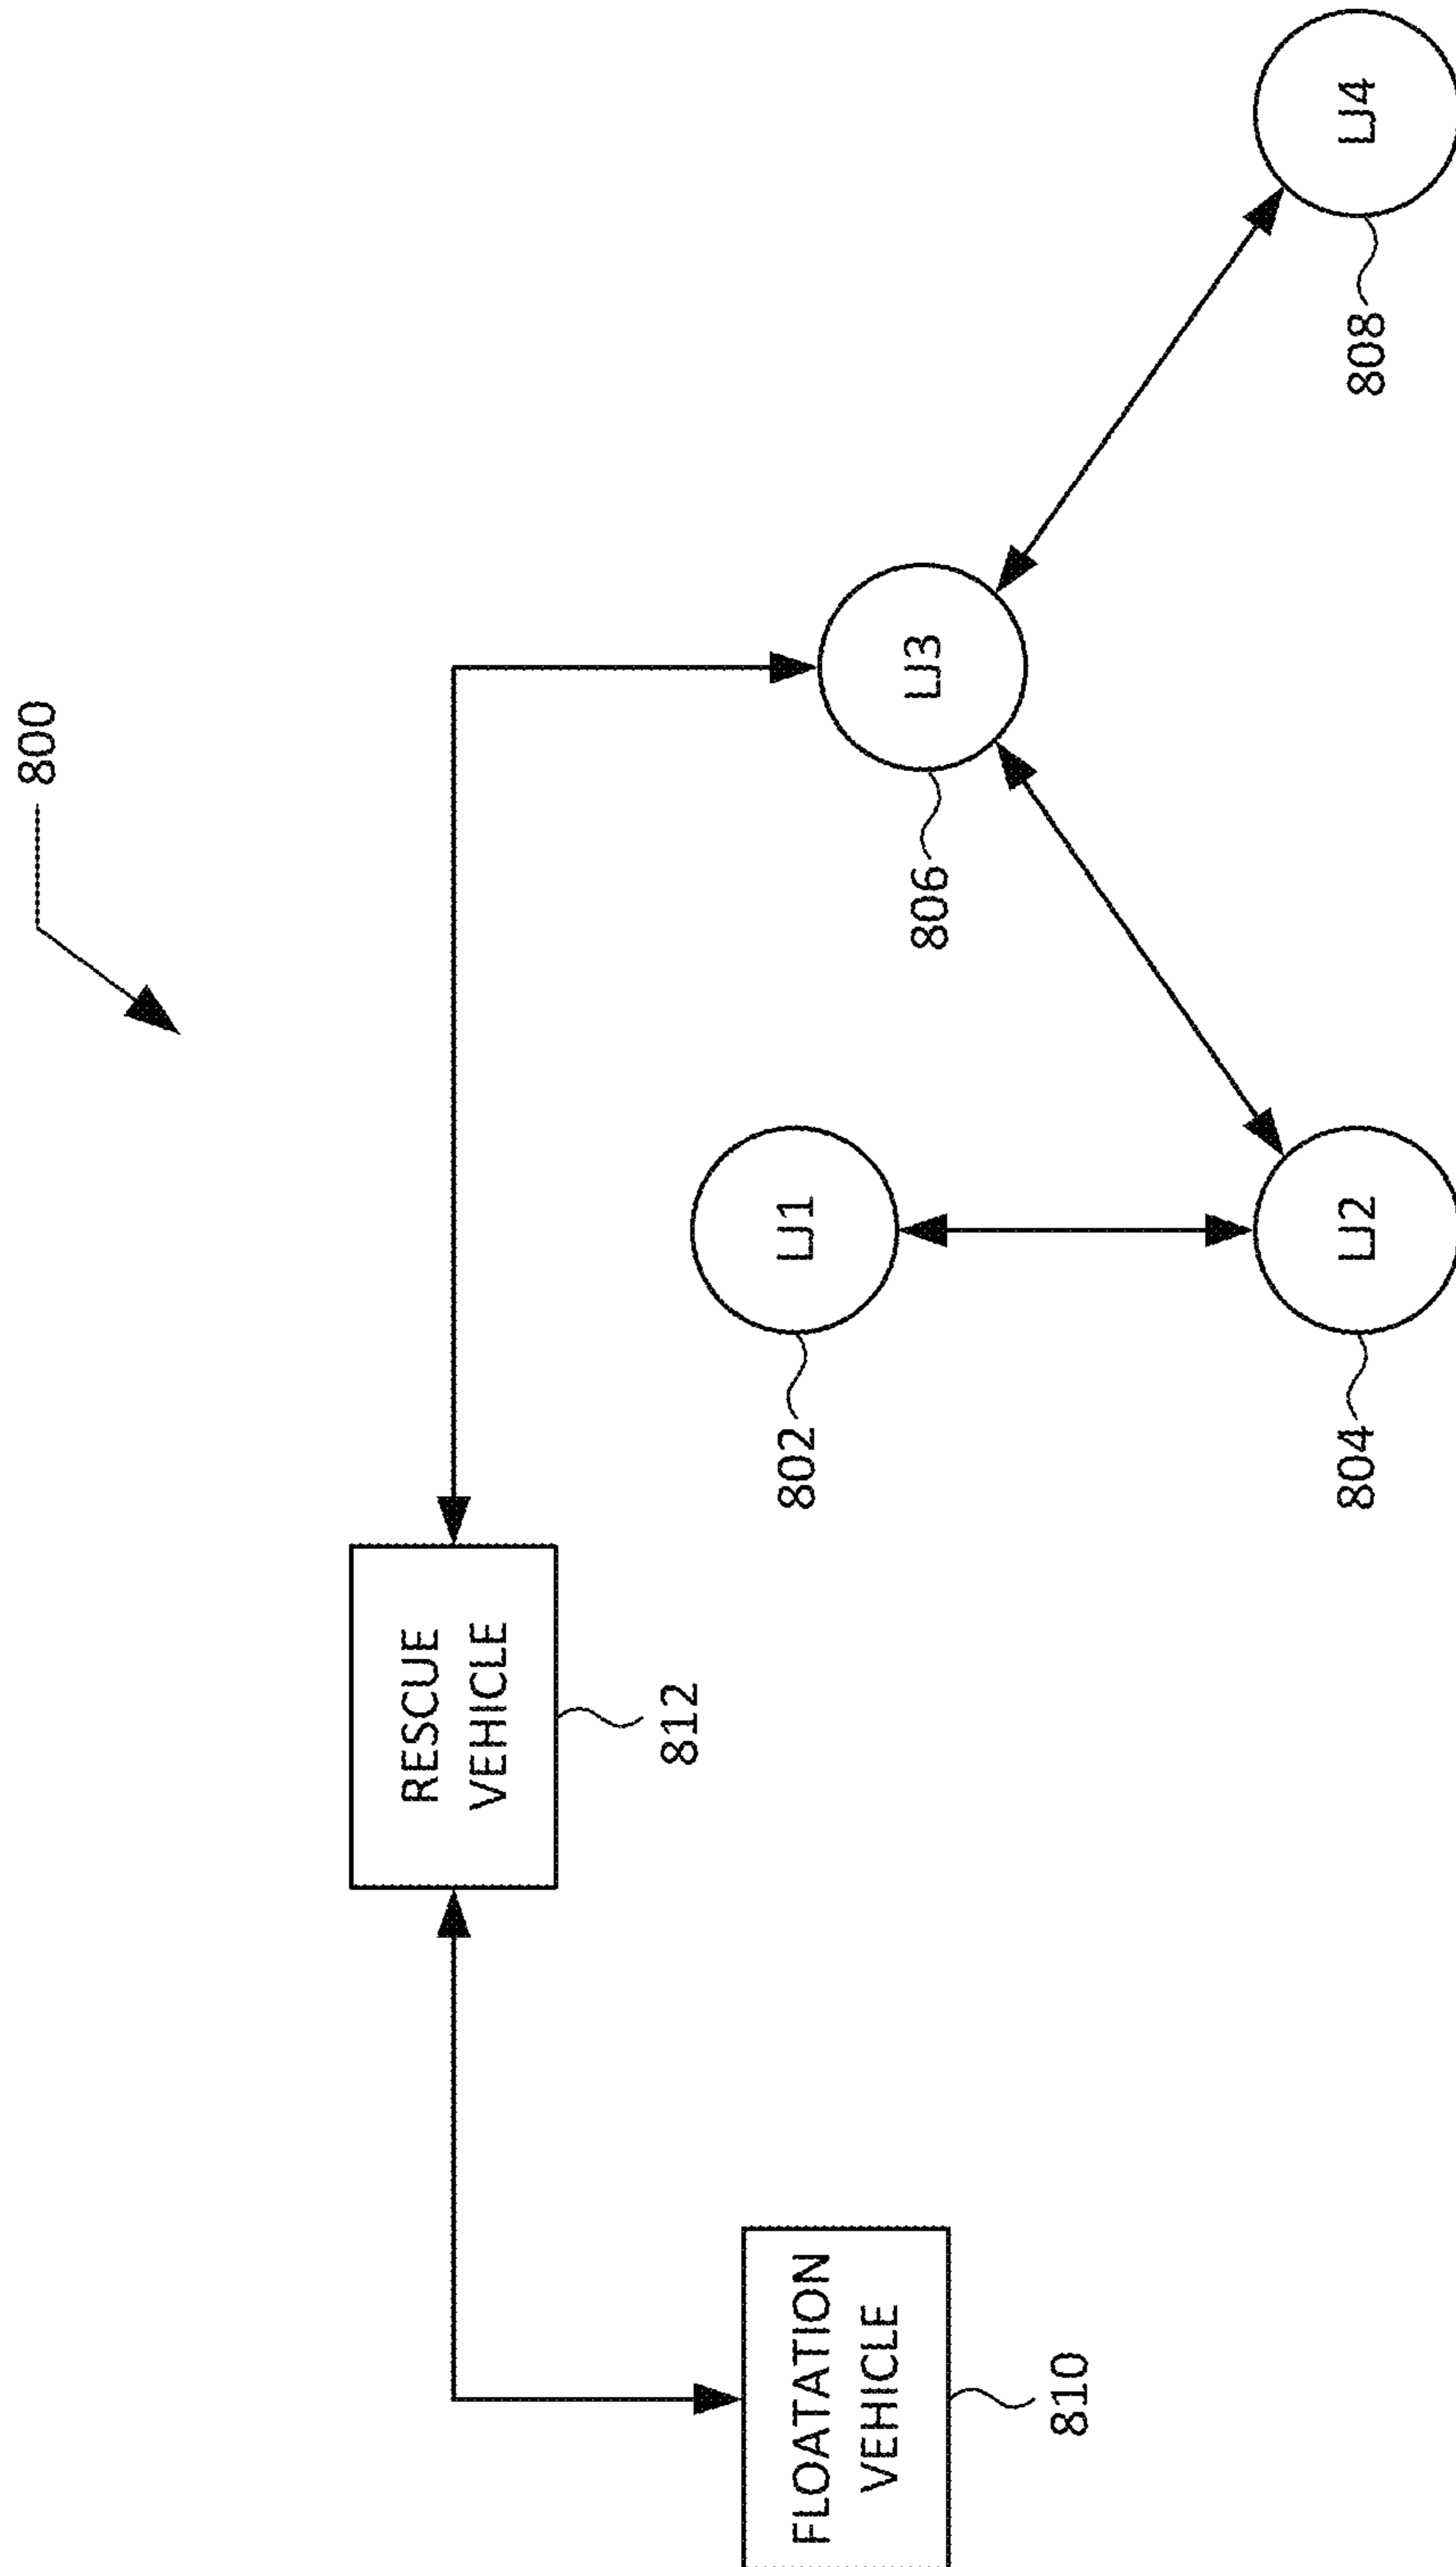 800
RESCUE
VEHICLE
812
FLOATATION
VEHICLE
810
LJ1
802
LJ3
806
LJ2
804
LJ4
808